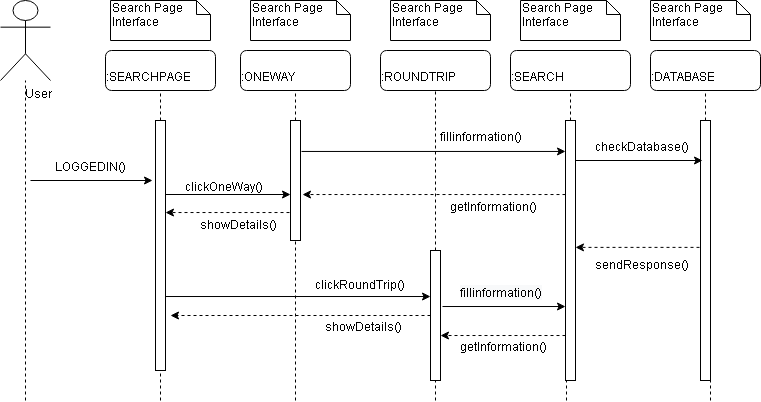 Search Page
Interface
Search Page
Interface
Search Page
Interface
Search Page
Interface
Search Page
Interface
:SEARCHPAGE
:ONEWAY
:ROUNDTRIP
:SEARCH
:DATABASE
User
fillinformation()
checkDatabase()
LOGGEDIN()
clickOneWay()
getInformation()
showDetails()
sendResponse()
clickRoundTrip()
fillinformation()
showDetails()
getInformation()